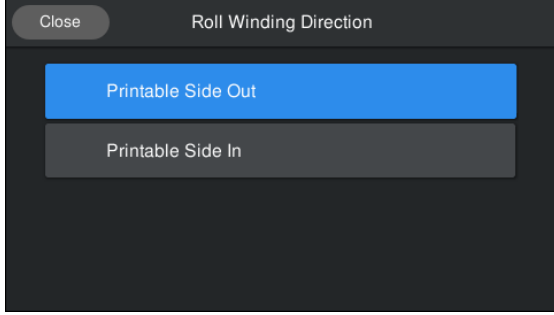 Close
Roll Winding Direction
Printable Side Out
Printable Side In